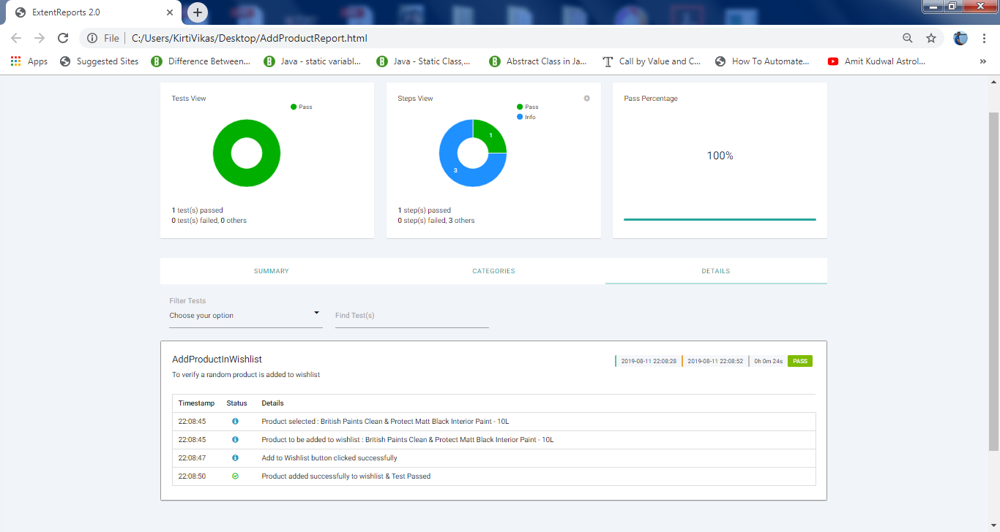 ExtentReports 2.0
File C:/Users/KirtiVikas/Desktop/AddProductReport.html
Apps Suggested Sites Difference Between... Java - static variabl... Java - Static Class,... Abstract Class in Ja... Call by Value and C... How To Automate... Amit Kudwal Astrol... »
Tests View
Pass
1 test(s) passed
0 test(s) failed, 0 others
Steps View
Pass
Info
1
3
1 step(s) passed
0 step(s) failed, 3 others
Pass Percentage
100%
SUMMARY CATEGORIES DETAILS
Filter Tests
Choose your option Find Test(s)
AddProductInWishlist 2019-08-11 22:08:28 2019-08-11 22:08:52 0h 0m 24s PASS
To verify a random product is added to wishlist
Timestamp Status Details
22:08:45 Product selected : British Paints Clean & Protect Matt Black Interior Paint - 10L
22:08:45 Product to be added to wishlist : British Paints Clean & Protect Matt Black Interior Paint - 10L
22:08:47 Add to Wishlist button clicked successfully
22:08:50 Product added successfully to wishlist & Test Passed